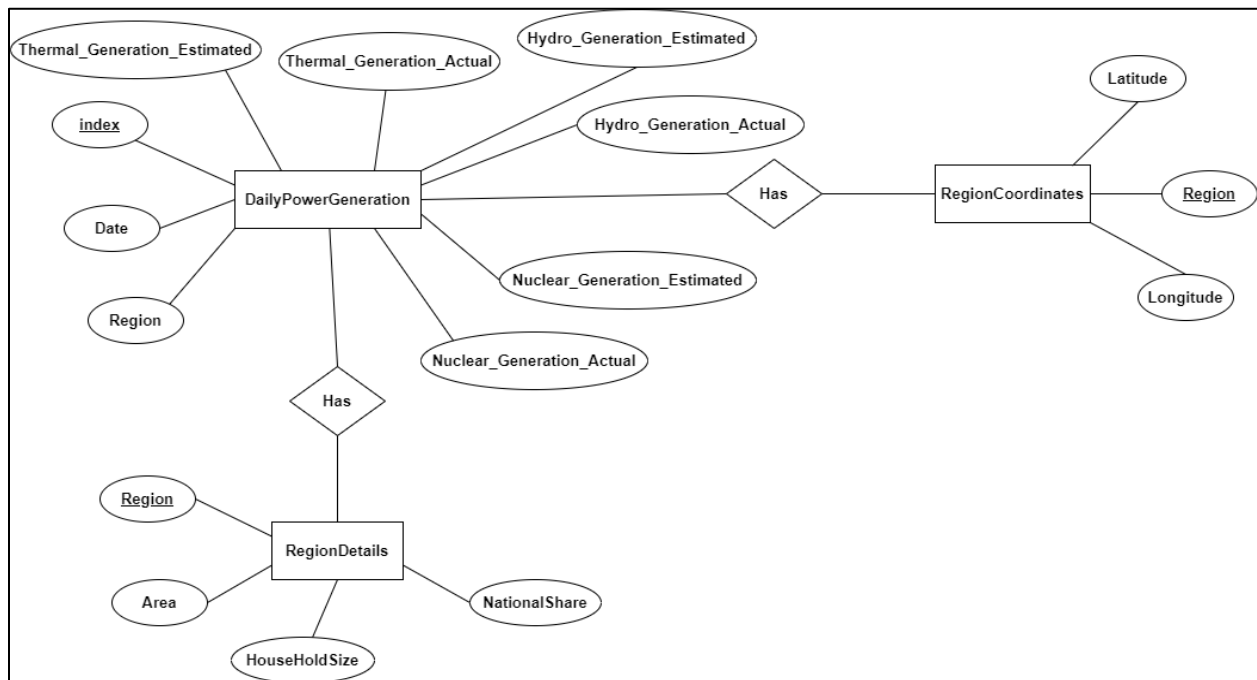 Thermal_Generation_Estimated
Thermal_Generation_Actual
Hydro_Generation_Estimated
Latitude
index
Hydro_Generation_Actual
DailyPowerGeneration
Has
RegionCoordinates
Region
Date
Nuclear_Generation_Estimated
Longitude
Region
Nuclear_Generation_Actual
Has
Region
RegionDetails
Area
NationalShare
HouseHoldSize